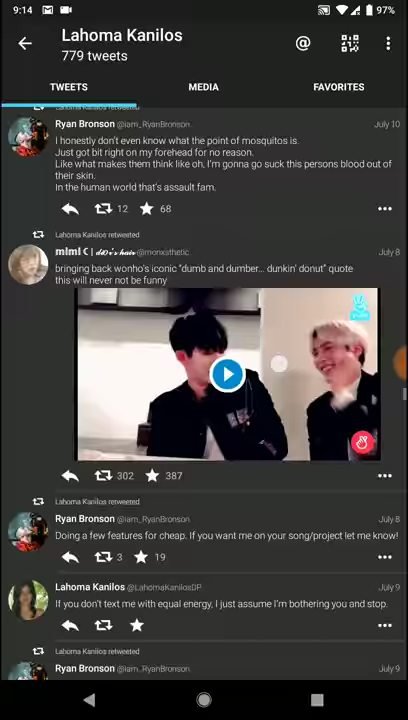 9:14
97%
Lahoma Kanilos
779 tweets
TWEETS
MEDIA
FAVORITES
Lahoma Kanilos retweeted
Ryan Bronson @iam_RyanBronson
July 10
I honestly don't even know what the point of mosquitos is.
Just got bit right on my forehead for no reason.
Like what makes them think like oh, I'm gonna go suck this persons blood out of
their skin.
In the human world that's assault fam.
12
68
Lahoma Kanilos retweeted
@monxsthetic
July 8
bringing back wonho's iconic "dumb and dumber... dunkin' donut" quote
this will never not be funny
302
387
Lahoma Kanilos retweeted
Ryan Bronson @iam_RyanBronson
July 8
Doing a few features for cheap. If you want me on your song/project let me know!
3
19
Lahoma Kanilos @LahomaKanilosDP
July 9
If you don't text me with equal energy, I just assume I'm bothering you and stop.
Lahoma Kanilos retweeted
Ryan Bronson @iam_RyanBronson
July 9